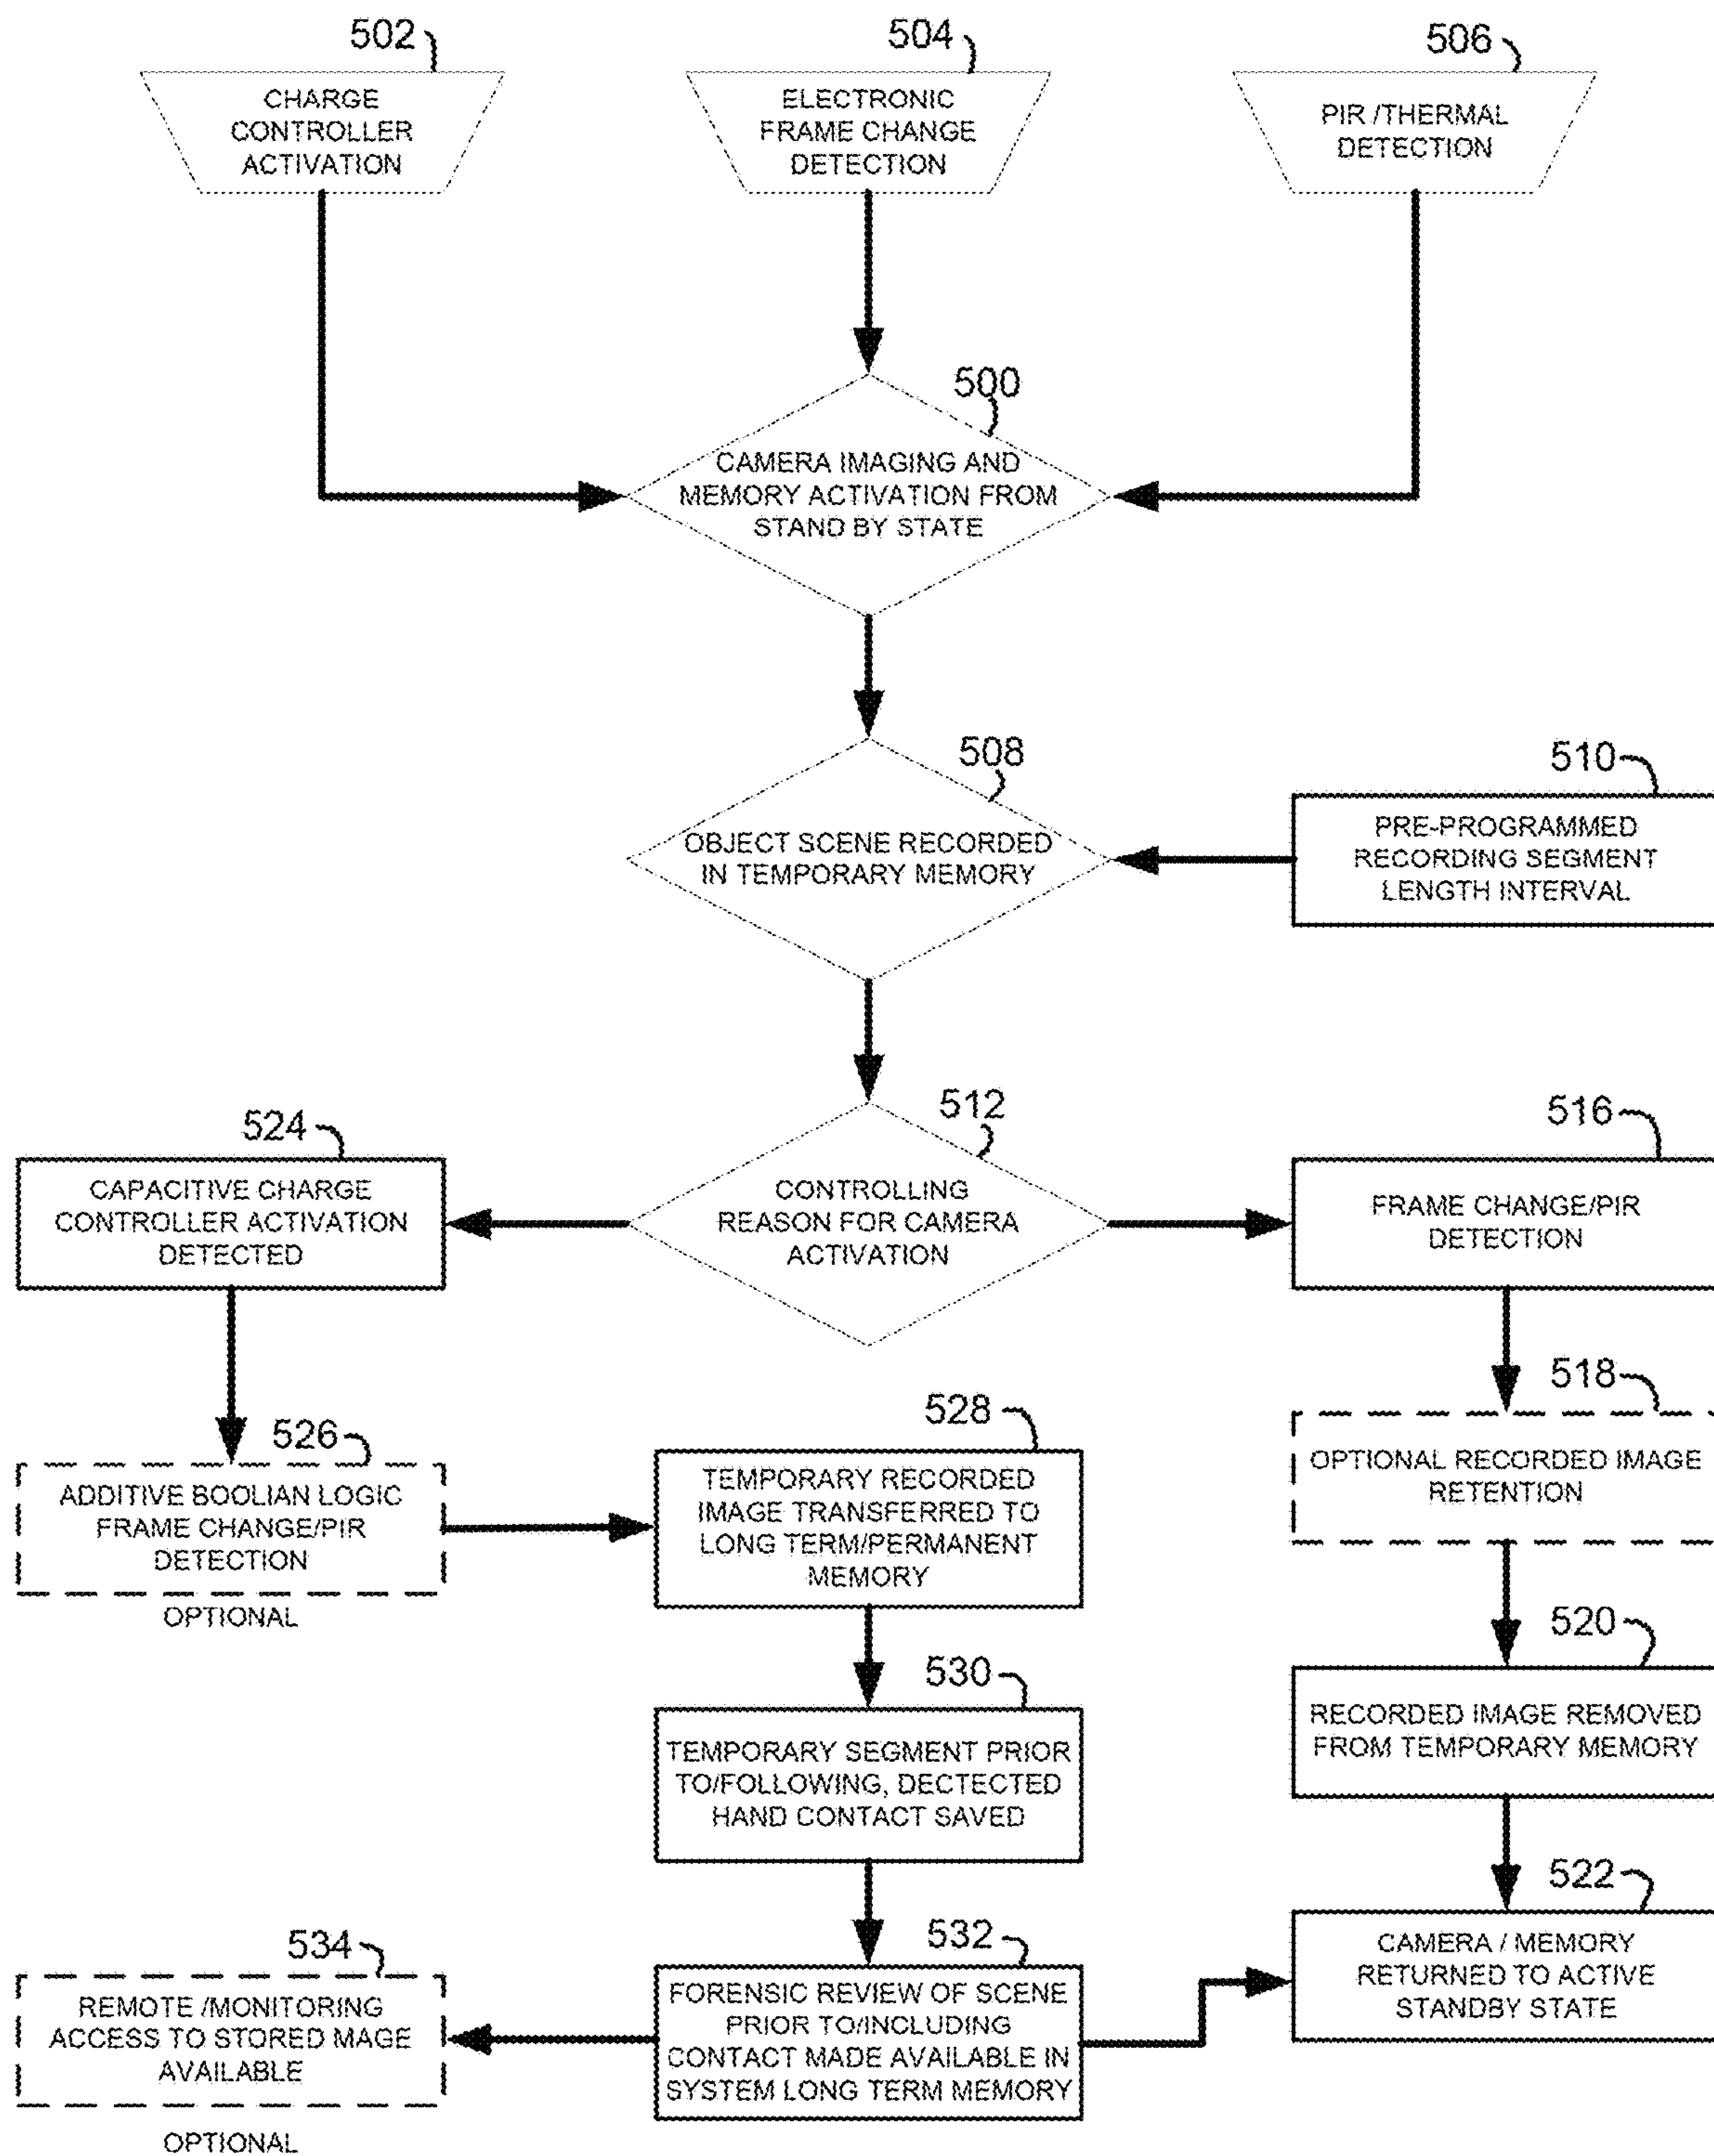 502
CHARGE
CONTROLLER
ACTIVATION
504
ELECTRONIC
FRAME CHANGE
DETECTION
506
PIR /THERMAL
DETECTION
500
CAMERA IMAGING AND
MEMORY ACTIVATION FROM
STAND BY STATE
508
OBJECT SCENE RECORDED
IN TEMPORARY MEMORY
510
PRE-PROGRAMMED
RECORDING SEGMENT
LENGTH INTERVAL
512
CONTROLLING
REASON FOR CAMERA
ACTIVATION
524
CAPACITIVE CHARGE
CONTROLLER ACTIVATION
DETECTED
516
FRAME CHANGE/PIR
DETECTION
526
ADDITIVE BOOLIAN LOGIC
FRAME CHANGE/PIR
DETECTION
OPTIONAL
528
TEMPORARY RECORDED
IMAGE TRANSFERRED TO
LONG TERM/PERMANENT
MEMORY
518
OPTIONAL RECORDED IMAGE
RETENTION
530
TEMPORARY SEGMENT PRIOR
TO/FOLLOWING, DECTECTED
HAND CONTACT SAVED
520
RECORDED IMAGE REMOVED
FROM TEMPORARY MEMORY
534
REMOTE /MONITORING
ACCESS TO STORED MAGE
AVAILABLE
OPTIONAL
532
FORENSIC REVIEW OF SCENE
PRIOR TO/INCLUDING
CONTACT MADE AVAILABLE IN
SYSTEM LONG TERM MEMORY
522
CAMERA / MEMORY
RETURNED TO ACTIVE
STANDBY STATE